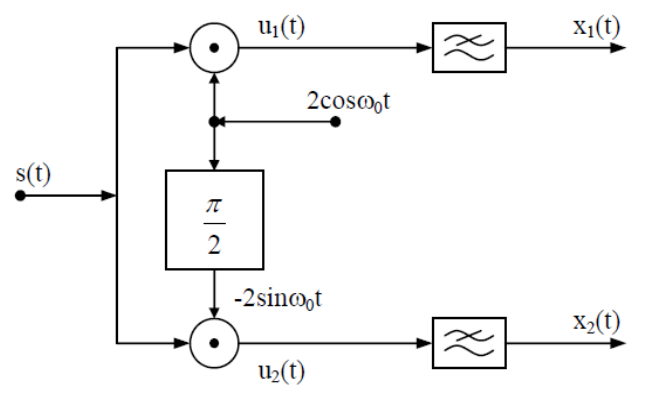 u₁(t)
x₁(t)
2cosω₀t
s(t)
π
2
-2sinω₀t
x₂(t)
u₂(t)